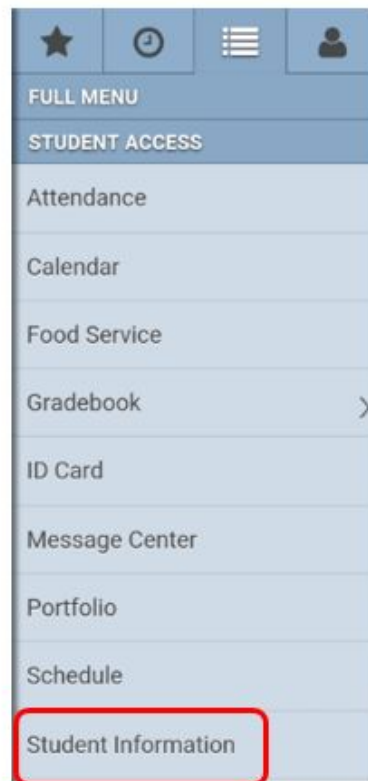 FULL MENU
STUDENT ACCESS
Attendance
Calendar
Food Service
Gradebook
ID Card
Message Center
Portfolio
Schedule
Student Information